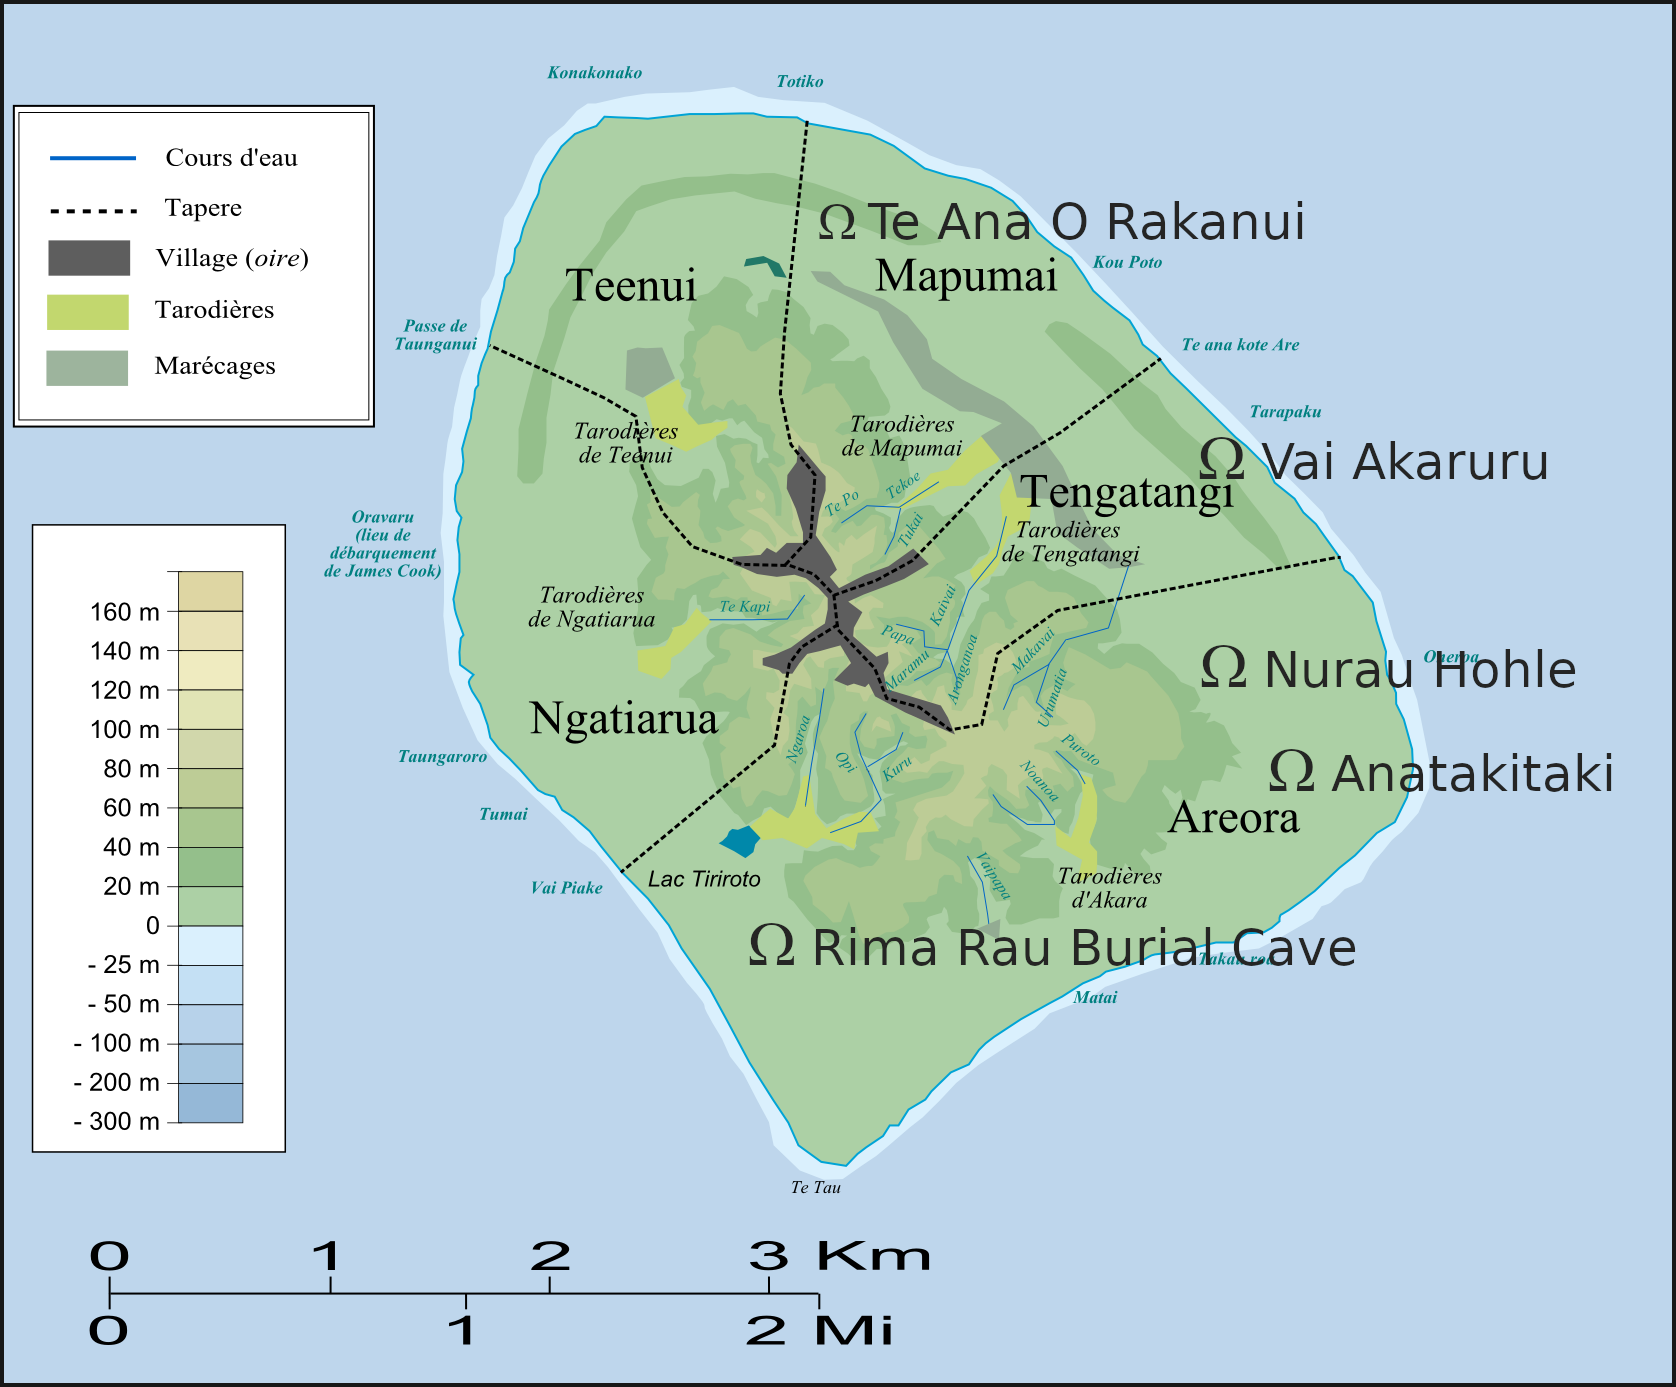 Konakonako
Totiko
Cours d'eau
Tapere
Village (oire)
Tarodières
Marécages
Ω Te Ana O Rakanui
Mapumai
Kou Poto
Teenui
Passe de
Taunganui
Te ana kote Are
Tarapaku
Tarodières
de Teenui
Tarodières
de Mapumai
Ω Vai Akaruru
Tengatangi
Te Po
Tekoe
Tukai
Tarodières
de Tengatangi
Oravaru
(lieu de
débarquement
de James Cook)
Tarodières
de Ngatiarua
Te Kapi
Kaivai
Papa
Maramu
Aronganoa
Makavai
Urumatia
Oneroa
Ω Nurau Hohle
Ngatiarua
Ngaroa
Opi
Kuru
Puroto
Noanoa
Ω Anatakitaki
Areora
Taungaroro
Tumai
Vai Piake
Lac Tiriroto
Vaipapa
Tarodières
d'Akara
Ω Rima Rau Burial Cave
Takau roa
Matai
Te Tau
160 m
140 m
120 m
100 m
80 m
60 m
40 m
20 m
0
- 25 m
- 50 m
- 100 m
- 200 m
- 300 m
0 1 2 3 Km
0 1 2 Mi